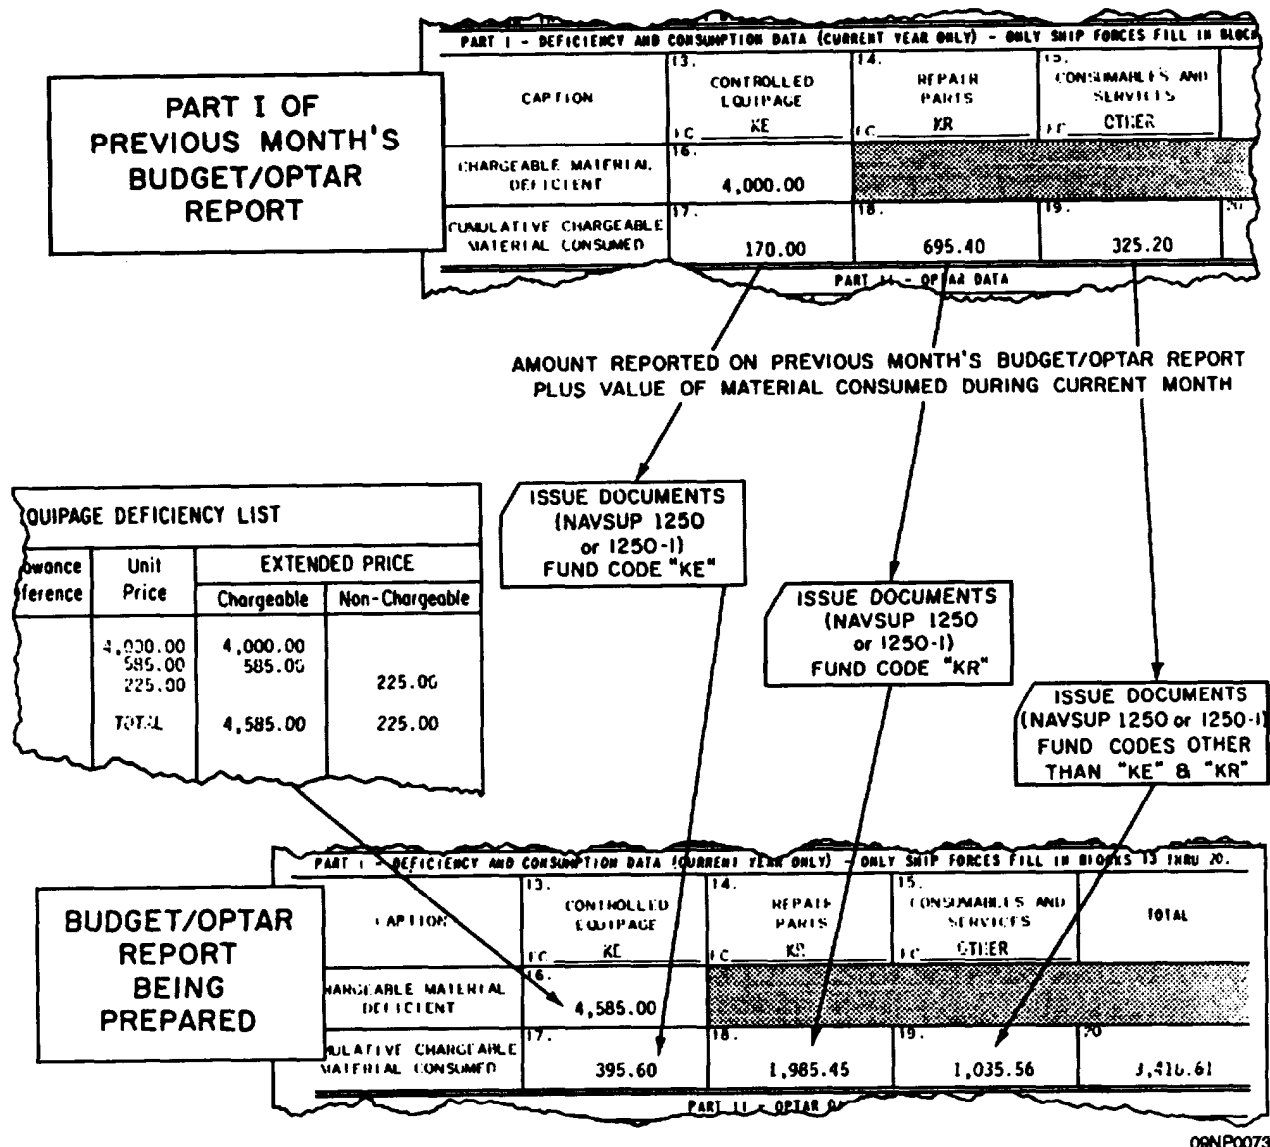 PART I - DEFICIENCY AND CONSUMPTION DATA (CURRENT YEAR ONLY) - ONLY SHIP FORCES FILL IN BLOCK
PART I OF
PREVIOUS MONTH'S
BUDGET/OPTAR
REPORT
CAPTION
13.
CONTROLLED
EQUIPAGE
FC KE
14.
REPAIR
PARTS
FC KR
15.
CONSUMABLES AND
SERVICES
FC OTHER
CHARGEABLE MATERIAL
DEFICIENT
16.
4,000.00
CUMULATIVE CHARGEABLE
MATERIAL CONSUMED
17.
170.00
18.
695.40
19.
325.20
20
PART II - OPTAR DATA
AMOUNT REPORTED ON PREVIOUS MONTH'S BUDGET/OPTAR REPORT
PLUS VALUE OF MATERIAL CONSUMED DURING CURRENT MONTH
QUIPAGE DEFICIENCY LIST
owance
ference
Unit
Price
EXTENDED PRICE
Chargeable
Non-Chargeable
4,000.00 4,000.00
585.00 585.00
225.00 225.00
TOTAL 4,585.00 225.00
ISSUE DOCUMENTS
(NAVSUP 1250
or 1250-1)
FUND CODE "KE"
ISSUE DOCUMENTS
(NAVSUP 1250
or 1250-1)
FUND CODE "KR"
ISSUE DOCUMENTS
(NAVSUP 1250 or 1250-1)
FUND CODES OTHER
THAN "KE" & "KR"
PART I - DEFICIENCY AND CONSUMPTION DATA (CURRENT YEAR ONLY) - ONLY SHIP FORCES FILL IN BLOCKS 13 THRU 20.
BUDGET/OPTAR
REPORT
BEING
PREPARED
CAPTION
13.
CONTROLLED
EQUIPAGE
FC KE
14.
REPAIR
PARTS
FC KR
15.
CONSUMABLES AND
SERVICES
FC OTHER
TOTAL
HARGEABLE MATERIAL
DEFICIENT
16.
4,585.00
MULATIVE CHARGEABLE
MATERIAL CONSUMED
17.
395.60
18.
1,985.45
19.
1,035.56
20
3,416.61
PART II - OPTAR DA
09NP0073